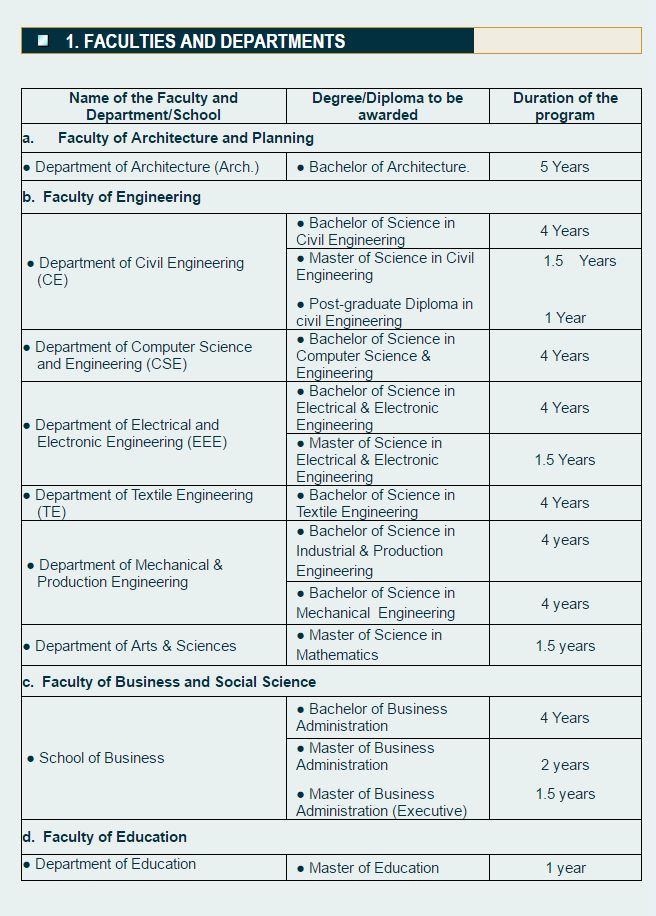 1. FACULTIES AND DEPARTMENTS
Name of the Faculty and
Department/School
Degree/Diploma to be
awarded
Duration of the
program
a. Faculty of Architecture and Planning
● Department of Architecture (Arch.)
● Bachelor of Architecture.
5 Years
b. Faculty of Engineering
● Department of Civil Engineering
(CE)
● Bachelor of Science in
Civil Engineering
4 Years
● Master of Science in Civil
Engineering
1.5 Years
● Post-graduate Diploma in
civil Engineering
1 Year
● Department of Computer Science
and Engineering (CSE)
● Bachelor of Science in
Computer Science &
Engineering
4 Years
● Department of Electrical and
Electronic Engineering (EEE)
● Bachelor of Science in
Electrical & Electronic
Engineering
4 Years
● Master of Science in
Electrical & Electronic
Engineering
1.5 Years
● Department of Textile Engineering
(TE)
● Bachelor of Science in
Textile Engineering
4 Years
● Department of Mechanical &
Production Engineering
● Bachelor of Science in
Industrial & Production
Engineering
4 years
● Bachelor of Science in
Mechanical Engineering
4 years
● Department of Arts & Sciences
● Master of Science in
Mathematics
1.5 years
c. Faculty of Business and Social Science
● School of Business
● Bachelor of Business
Administration
4 Years
● Master of Business
Administration
2 years
● Master of Business
Administration (Executive)
1.5 years
d. Faculty of Education
● Department of Education
● Master of Education
1 year